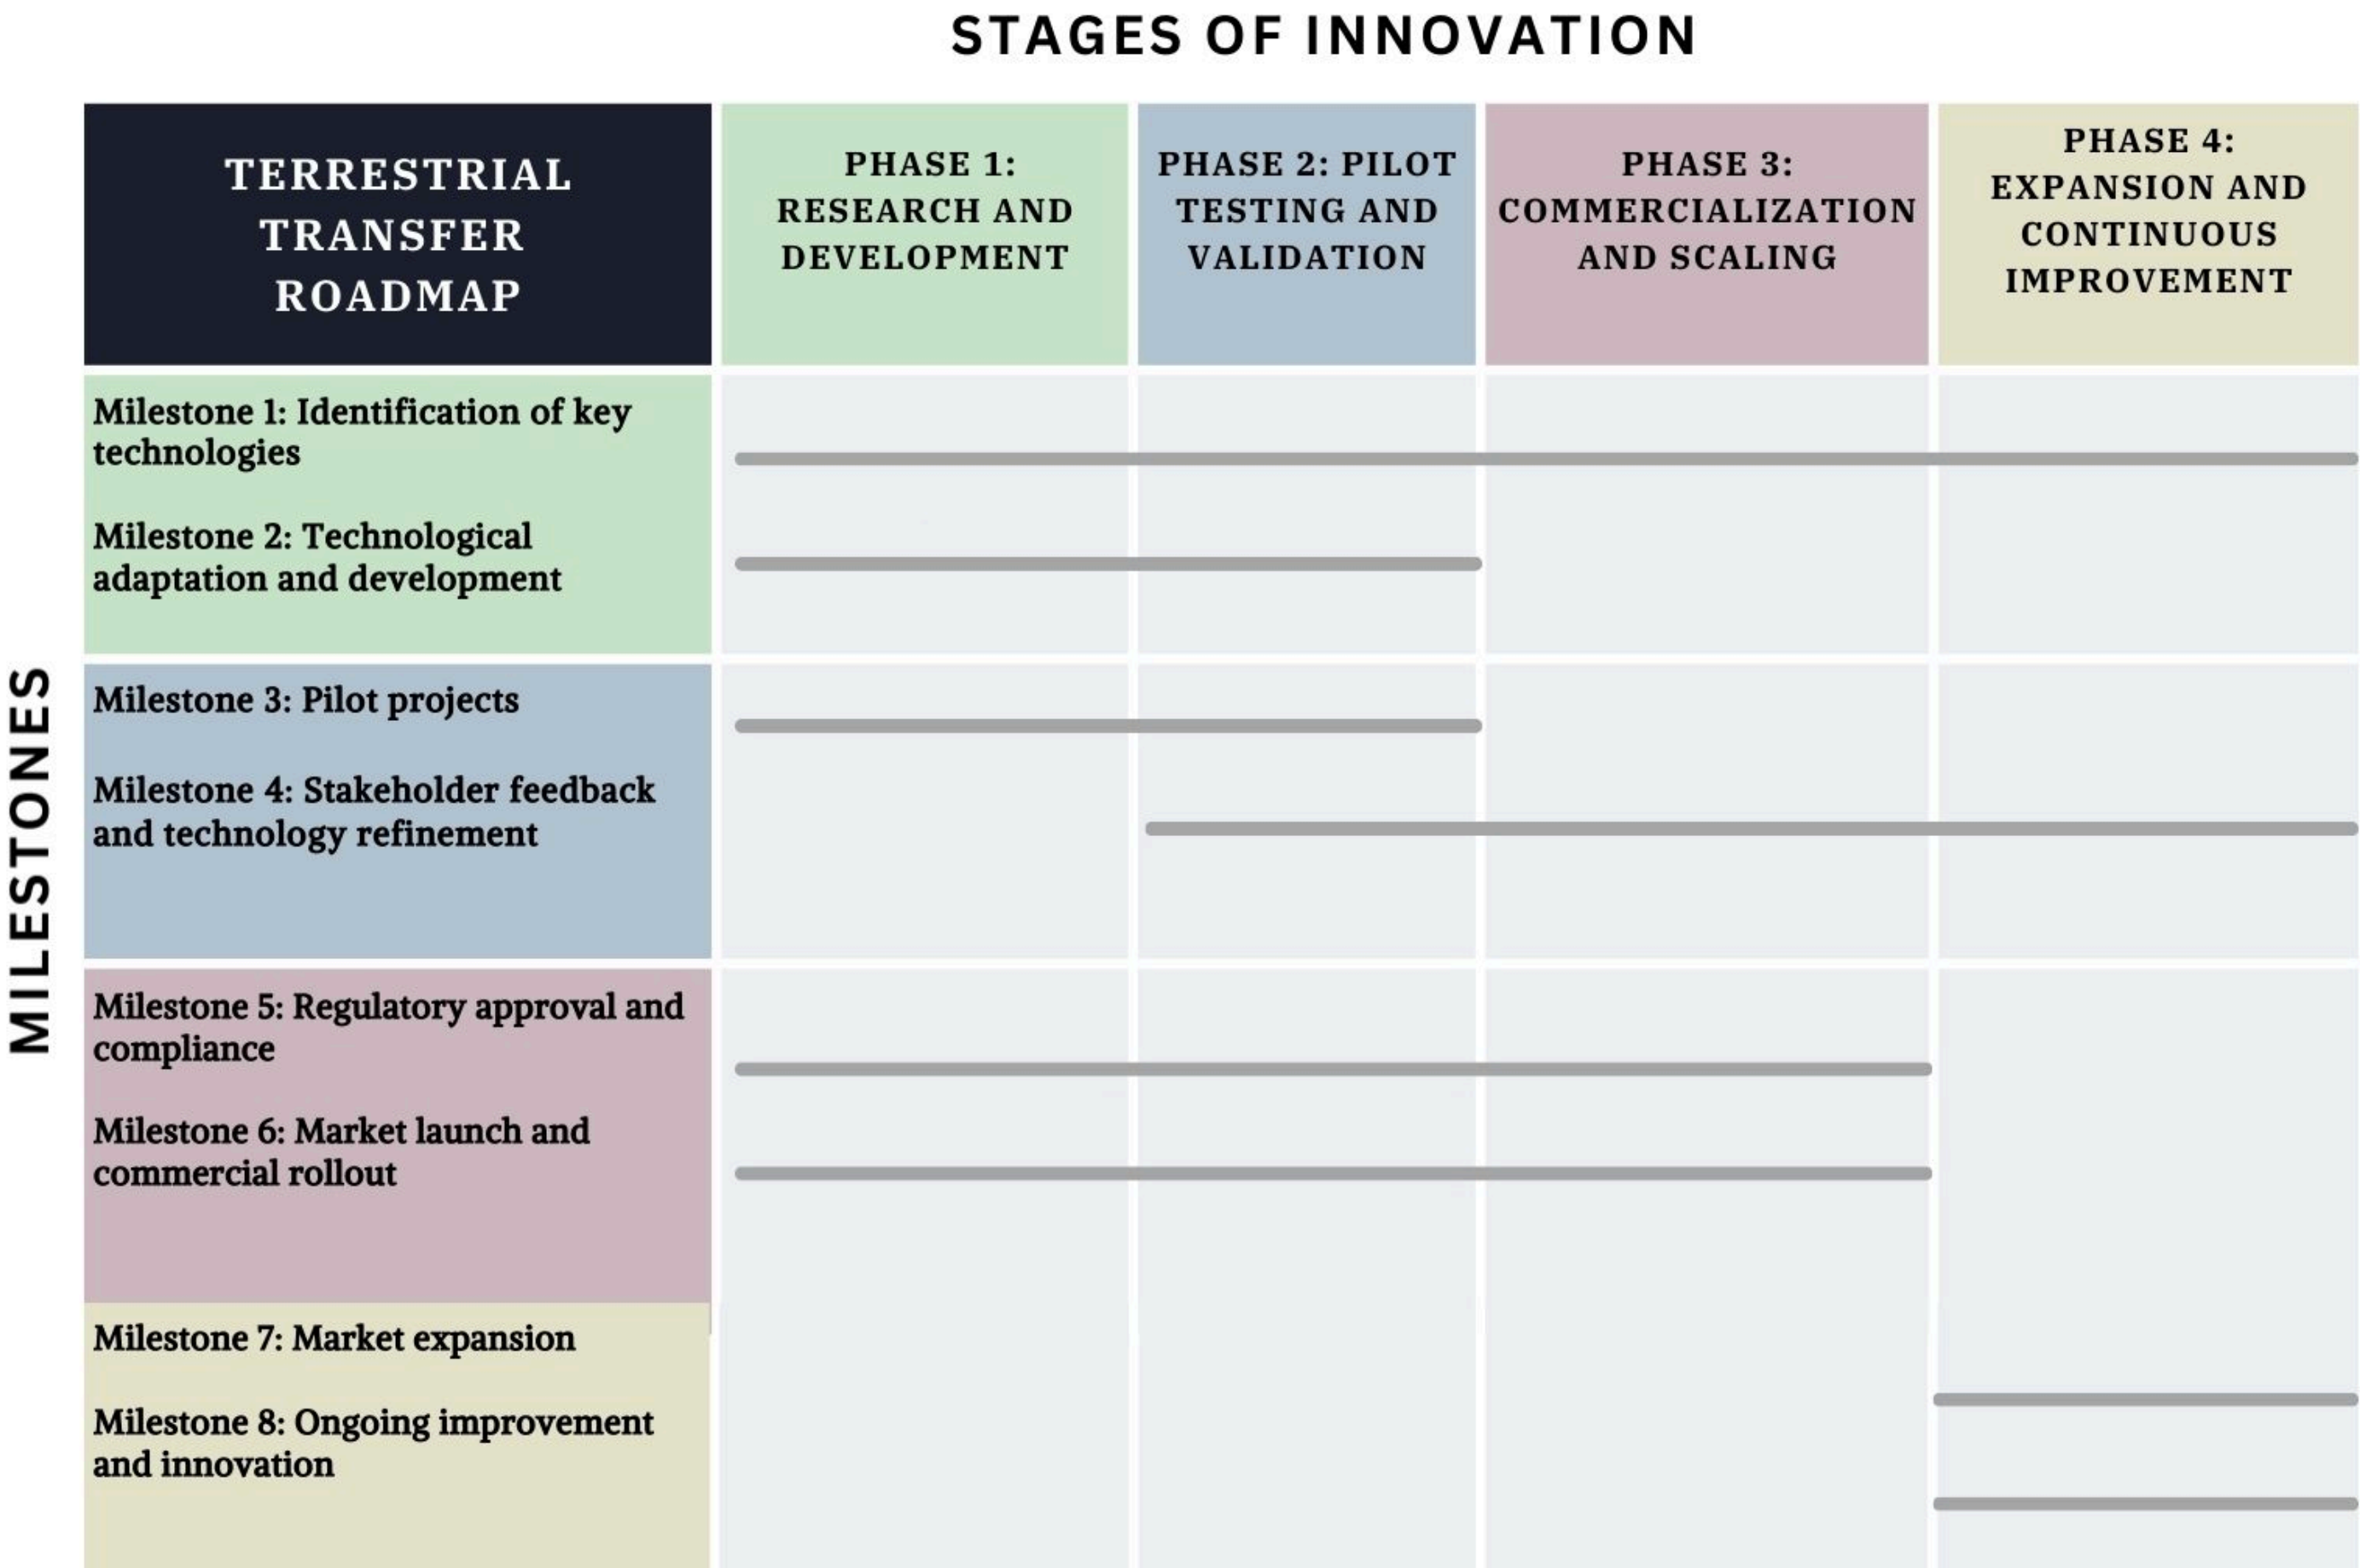 STAGES OF INNOVATION
TERRESTRIAL
TRANSFER
ROADMAP
PHASE 1:
RESEARCH AND
DEVELOPMENT
PHASE 2: PILOT
TESTING AND
VALIDATION
PHASE 3:
COMMERCIALIZATION
AND SCALING
PHASE 4:
EXPANSION AND
CONTINUOUS
IMPROVEMENT
MILESTONES
Milestone 1: Identification of key
technologies
Milestone 2: Technological
adaptation and development
Milestone 3: Pilot projects
Milestone 4: Stakeholder feedback
and technology refinement
Milestone 5: Regulatory approval and
compliance
Milestone 6: Market launch and
commercial rollout
Milestone 7: Market expansion
Milestone 8: Ongoing improvement
and innovation